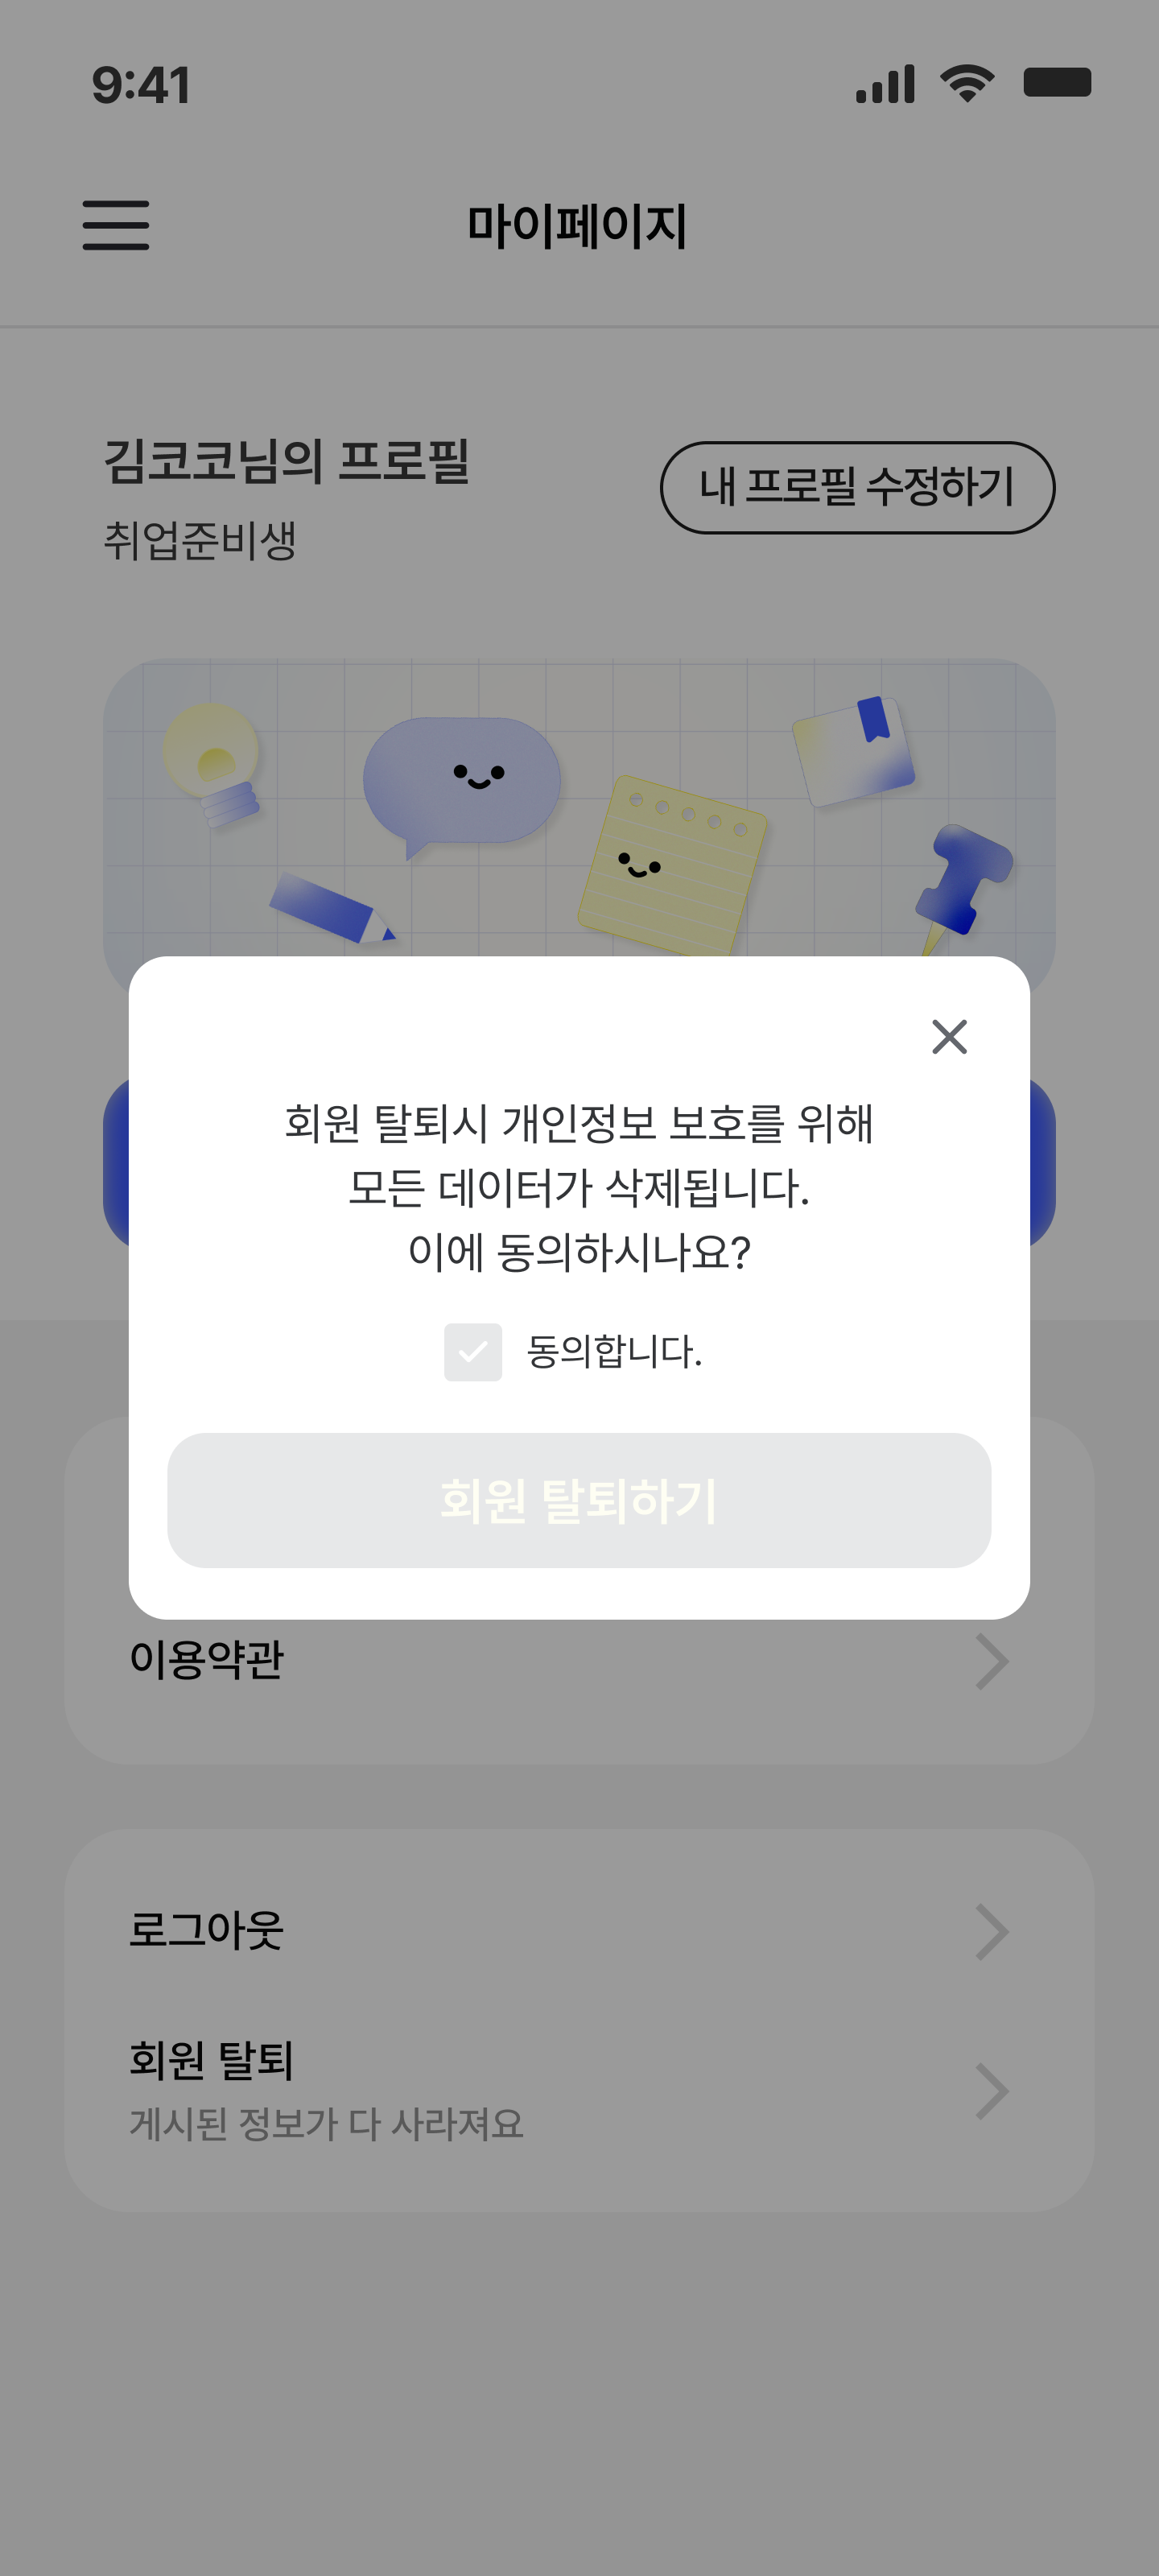 9:41
마이페이지
김코코님의 프로필
내 프로필 수정하기
취업준비생
회원 탈퇴시 개인정보 보호를 위해
모든 데이터가 삭제됩니다.
이에 동의하시나요?
동의합니다.
회원 탈퇴하기
이용약관
로그아웃
회원 탈퇴
게시된 정보가 다 사라져요